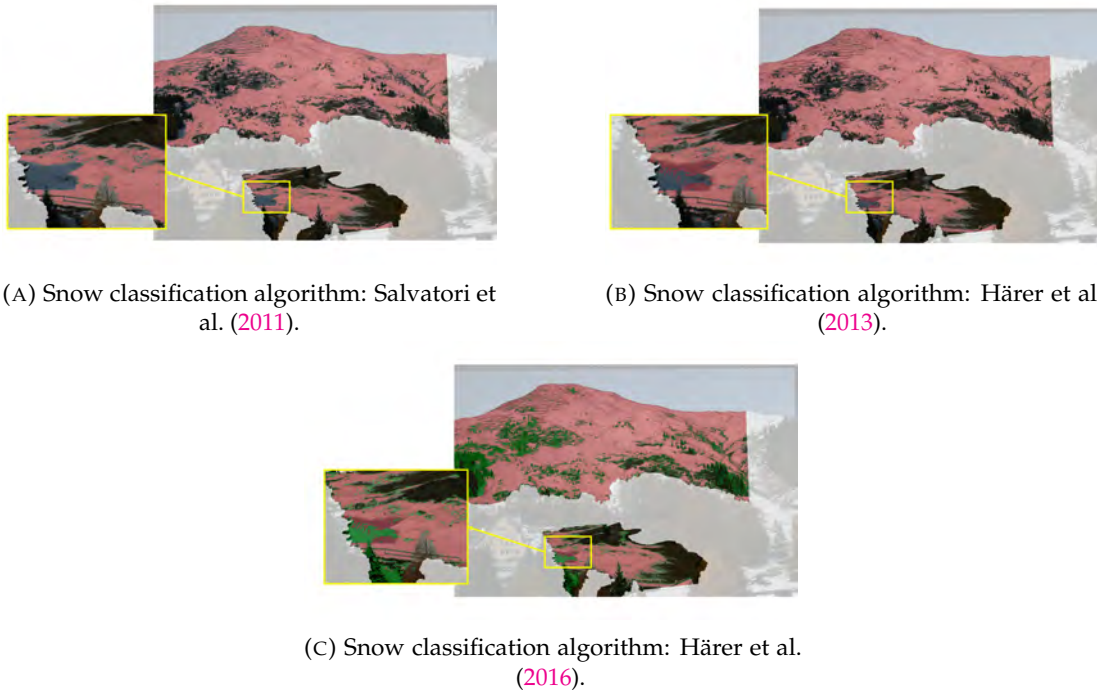 (A) Snow classification algorithm: Salvatori et
al. (2011).
(B) Snow classification algorithm: Härer et al
(2013).
(C) Snow classification algorithm: Härer et al.
(2016).